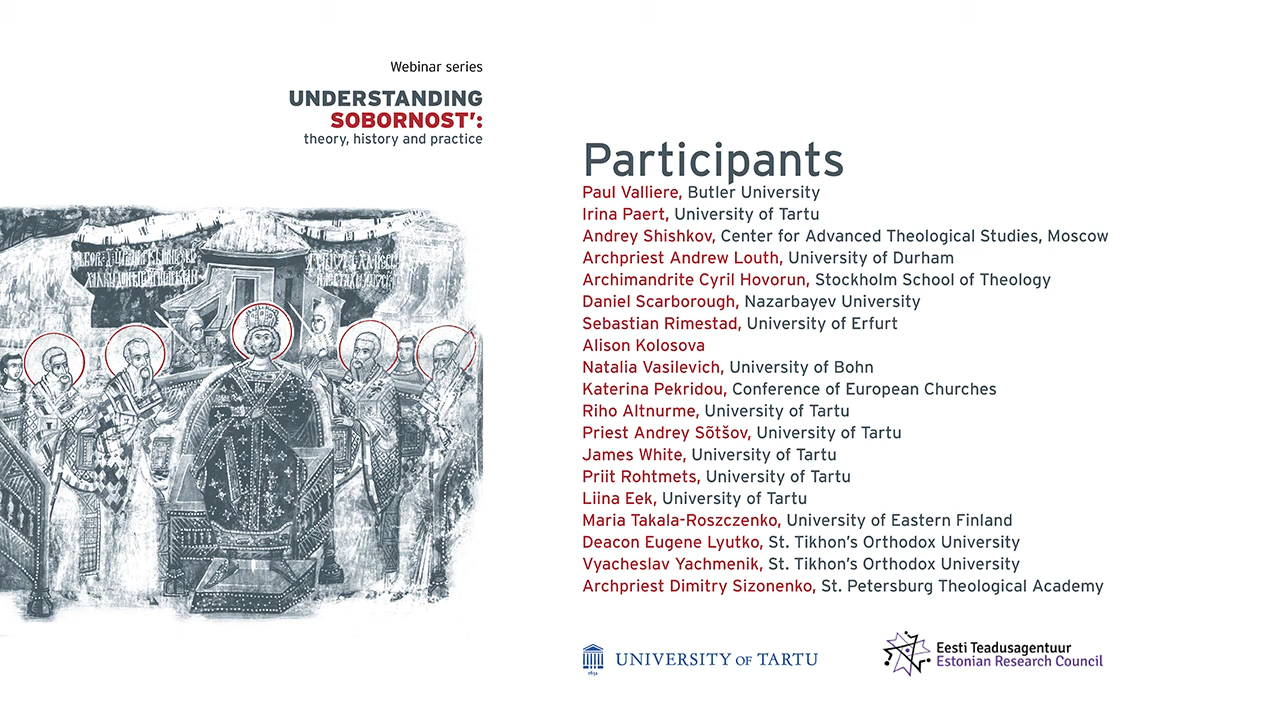 Webinar series
UNDERSTANDING
SOBORNOST':
theory, history and practice
Participants
Paul Valliere, Butler University
Irina Paert, University of Tartu
Andrey Shishkov, Center for Advanced Theological Studies, Moscow
Archpriest Andrew Louth, University of Durham
Archimandrite Cyril Hovorun, Stockholm School of Theology
Daniel Scarborough, Nazarbayev University
Sebastian Rimestad, University of Erfurt
Alison Kolosova
Natalia Vasilevich, University of Bohn
Katerina Pekridou, Conference of European Churches
Riho Altnurme, University of Tartu
Priest Andrey Sõtšov, University of Tartu
James White, University of Tartu
Priit Rohtmets, University of Tartu
Liina Eek, University of Tartu
Maria Takala-Roszczenko, University of Eastern Finland
Deacon Eugene Lyutko, St. Tikhon's Orthodox University
Vyacheslav Yachmenik, St. Tikhon's Orthodox University
Archpriest Dimitry Sizonenko, St. Petersburg Theological Academy
1632
UNIVERSITY OF TARTU
Eesti Teadusagentuur
Estonian Research Council